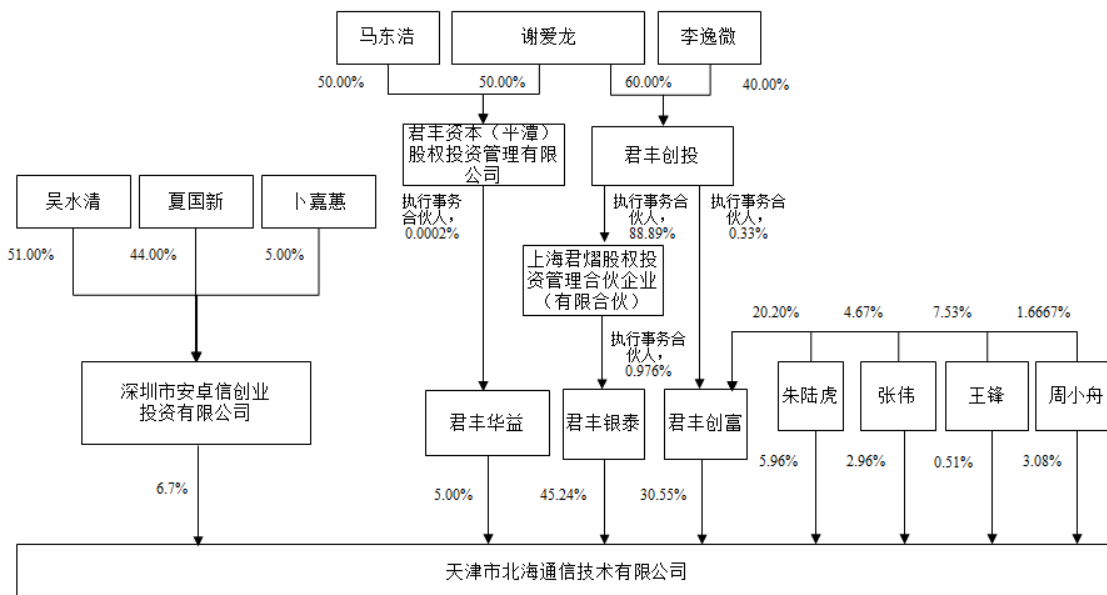 马东浩
谢爱龙
李逸微
50.00%
50.00%
60.00%
40.00%
君丰资本（平潭）
股权投资管理有限
公司
君丰创投
吴水清
夏国新
卜嘉蕙
执行事务
合伙人，
0.0002%
执行事务合
伙人，
88.89%
执行事务合
伙人，
0.33%
51.00%
44.00%
5.00%
上海君熠股权投
资管理合伙企业
（有限合伙）
20.20%
4.67%
7.53%
1.6667%
执行事务合
伙人，
0.976%
深圳市安卓信创业
投资有限公司
君丰华益
君丰银泰
君丰创富
朱陆虎
张伟
王锋
周小舟
6.7%
5.00%
45.24%
30.55%
5.96%
2.96%
0.51%
3.08%
天津市北海通信技术有限公司